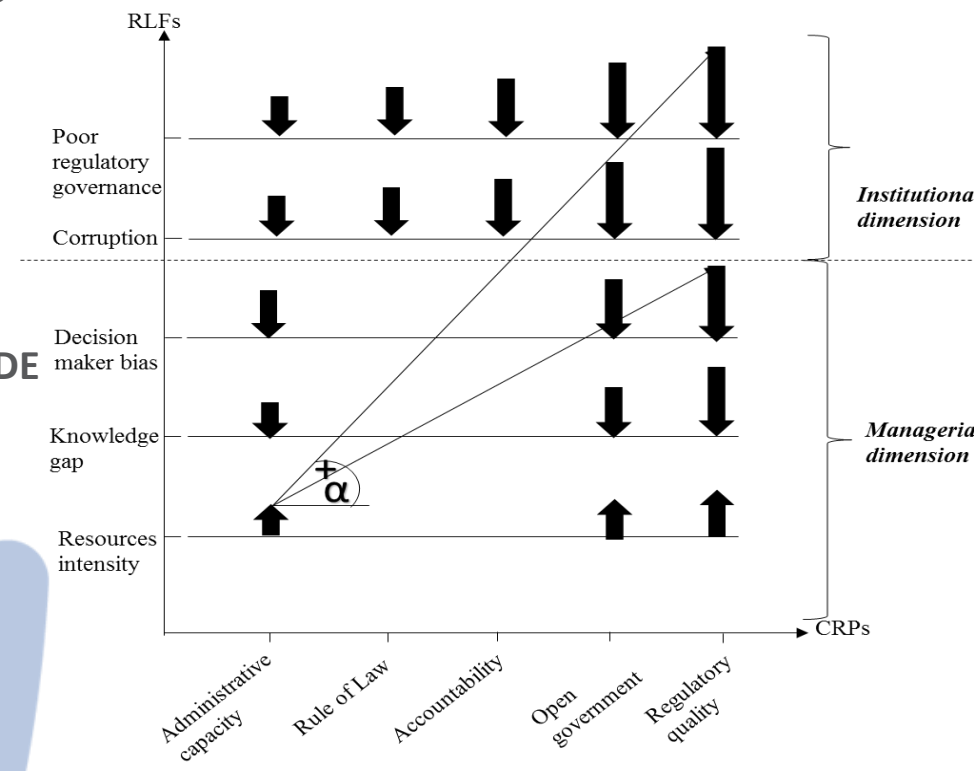 RLFs
Poor
regulatory
governance
Corruption
Decision
maker bias
Knowledge
gap
Resources
intensity
DE
+
α
Institutiona
dimension
Manageria
dimension
CRPs
Administrative
capacity
Rule of Law
Accountability
Open
government
Regulatory
quality